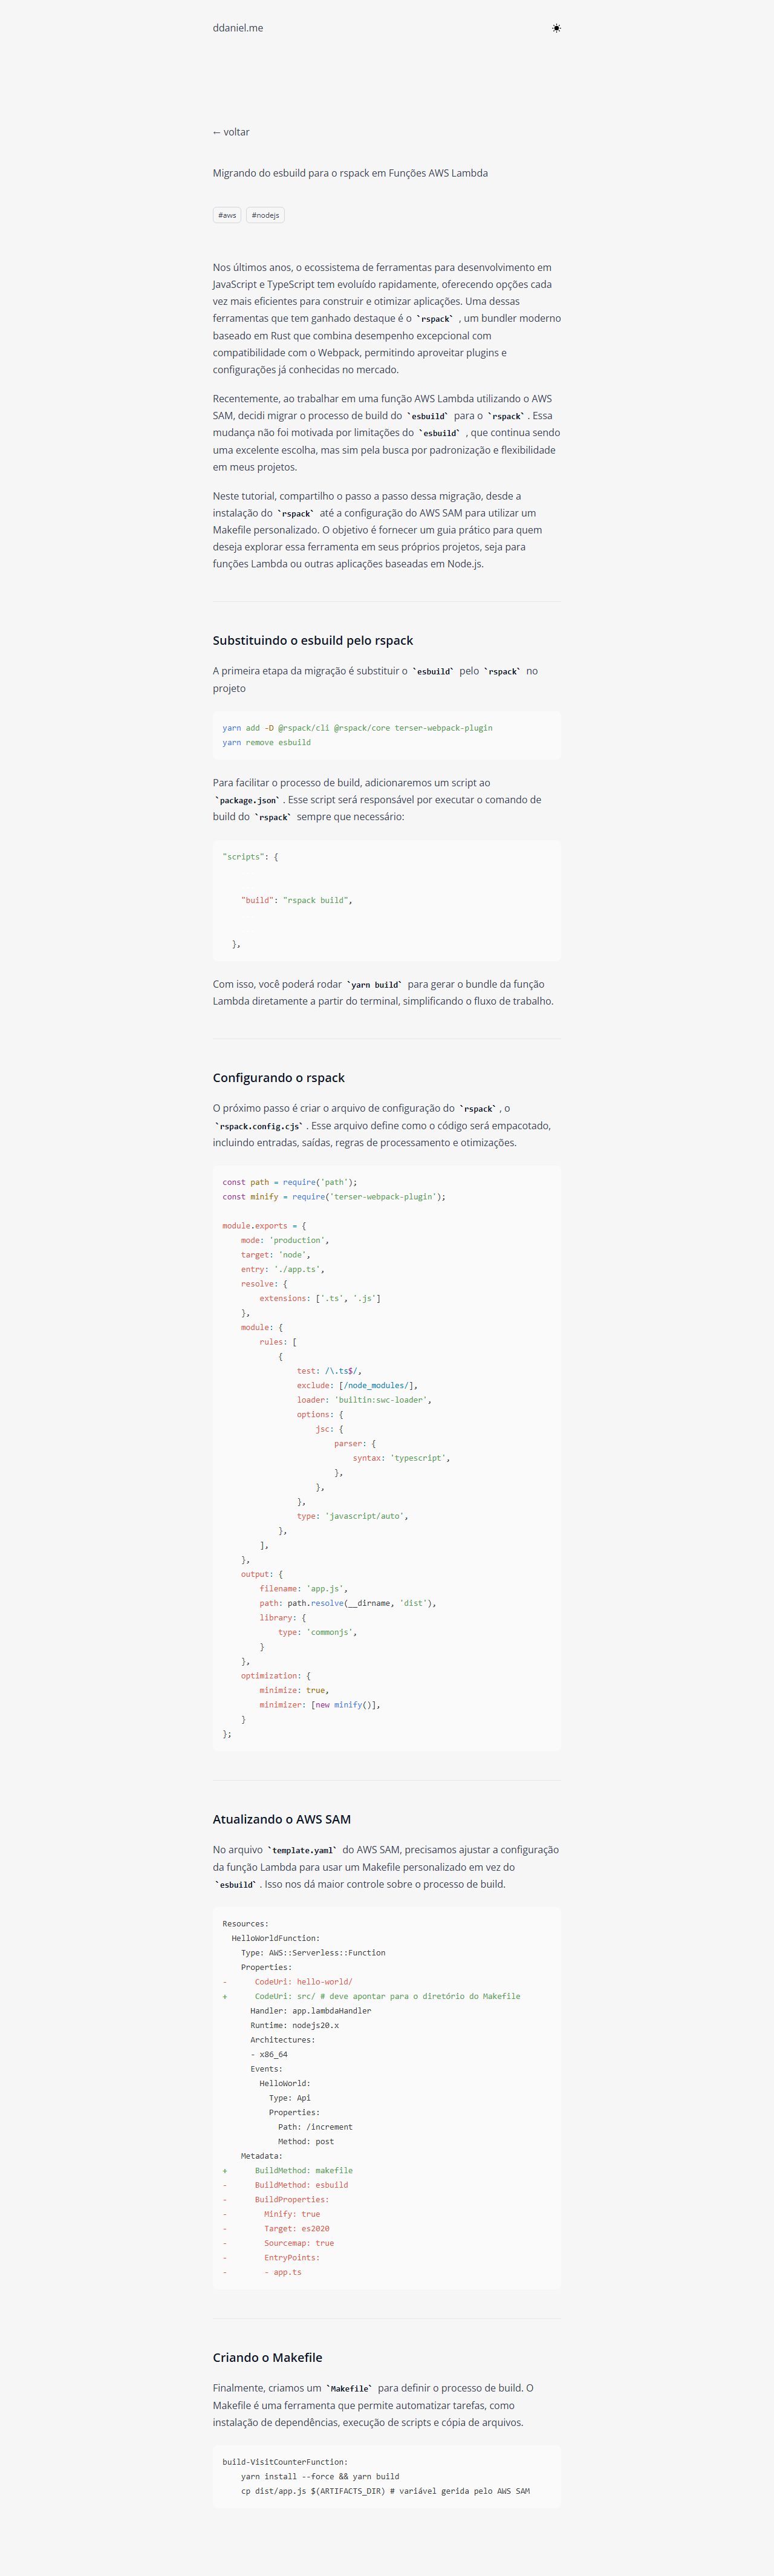 ddaniel.me
← voltar
Migrando do esbuild para o rspack em Funções AWS Lambda
#aws #nodejs
Nos últimos anos, o ecossistema de ferramentas para desenvolvimento em
JavaScript e TypeScript tem evoluído rapidamente, oferecendo opções cada
vez mais eficientes para construir e otimizar aplicações. Uma dessas
ferramentas que tem ganhado destaque é o `rspack` , um bundler moderno
baseado em Rust que combina desempenho excepcional com
compatibilidade com o Webpack, permitindo aproveitar plugins e
configurações já conhecidas no mercado.
Recentemente, ao trabalhar em uma função AWS Lambda utilizando o AWS
SAM, decidi migrar o processo de build do `esbuild` para o `rspack` . Essa
mudança não foi motivada por limitações do `esbuild` , que continua sendo
uma excelente escolha, mas sim pela busca por padronização e flexibilidade
em meus projetos.
Neste tutorial, compartilho o passo a passo dessa migração, desde a
instalação do `rspack` até a configuração do AWS SAM para utilizar um
Makefile personalizado. O objetivo é fornecer um guia prático para quem
deseja explorar essa ferramenta em seus próprios projetos, seja para
funções Lambda ou outras aplicações baseadas em Node.js.
Substituindo o esbuild pelo rspack
A primeira etapa da migração é substituir o `esbuild` pelo `rspack` no
projeto
yarn add -D @rspack/cli @rspack/core terser-webpack-plugin
yarn remove esbuild
Para facilitar o processo de build, adicionaremos um script ao
`package.json` . Esse script será responsável por executar o comando de
build do `rspack` sempre que necessário:
"scripts": {
    "build": "rspack build",
  },
Com isso, você poderá rodar `yarn build` para gerar o bundle da função
Lambda diretamente a partir do terminal, simplificando o fluxo de trabalho.
Configurando o rspack
O próximo passo é criar o arquivo de configuração do `rspack` , o
`rspack.config.cjs` . Esse arquivo define como o código será empacotado,
incluindo entradas, saídas, regras de processamento e otimizações.
const path = require('path');
const minify = require('terser-webpack-plugin');
module.exports = {
    mode: 'production',
    target: 'node',
    entry: './app.ts',
    resolve: {
        extensions: ['.ts', '.js']
    },
    module: {
        rules: [
            {
                test: /\.ts$/,
                exclude: [/node_modules/],
                loader: 'builtin:swc-loader',
                options: {
                    jsc: {
                        parser: {
                            syntax: 'typescript',
                        },
                    },
                },
                type: 'javascript/auto',
            },
        ],
    },
    output: {
        filename: 'app.js',
        path: path.resolve(__dirname, 'dist'),
        library: {
            type: 'commonjs',
        }
    },
    optimization: {
        minimize: true,
        minimizer: [new minify()],
    }
};
Atualizando o AWS SAM
No arquivo `template.yaml` do AWS SAM, precisamos ajustar a configuração
da função Lambda para usar um Makefile personalizado em vez do
`esbuild` . Isso nos dá maior controle sobre o processo de build.
Resources:
  HelloWorldFunction:
    Type: AWS::Serverless::Function
    Properties:
-      CodeUri: hello-world/
+      CodeUri: src/ # deve apontar para o diretório do Makefile
      Handler: app.lambdaHandler
      Runtime: nodejs20.x
      Architectures:
      - x86_64
      Events:
        HelloWorld:
          Type: Api
          Properties:
            Path: /increment
            Method: post
    Metadata:
+      BuildMethod: makefile
-      BuildMethod: esbuild
-      BuildProperties:
-        Minify: true
-        Target: es2020
-        Sourcemap: true
-        EntryPoints:
-        - app.ts
Criando o Makefile
Finalmente, criamos um `Makefile` para definir o processo de build. O
Makefile é uma ferramenta que permite automatizar tarefas, como
instalação de dependências, execução de scripts e cópia de arquivos.
build-VisitCounterFunction:
    yarn install --force && yarn build
    cp dist/app.js $(ARTIFACTS_DIR) # variável gerida pelo AWS SAM